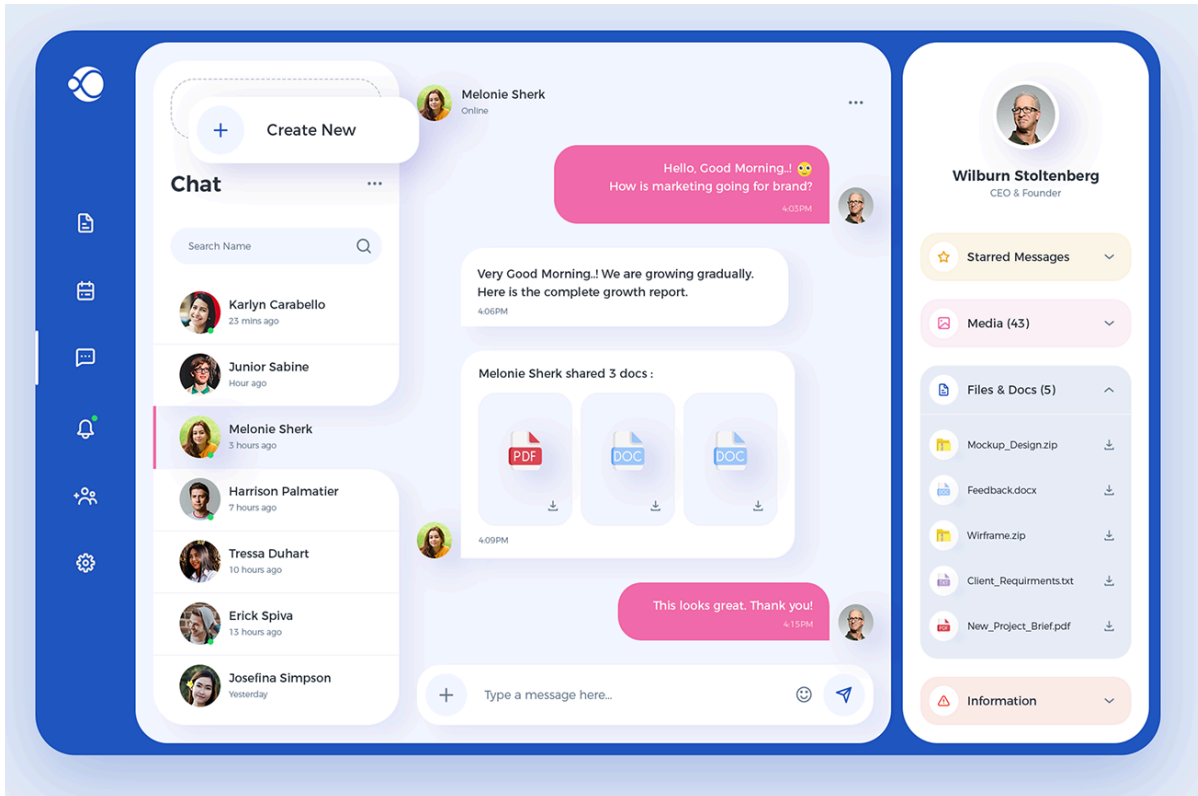 Create New
Chat
Search Name
Karlyn Carabello
23 mins ago
Junior Sabine
Hour ago
Melonie Sherk
3 hours ago
Harrison Palmatier
7 hours ago
Tressa Duhart
10 hours ago
Erick Spiva
13 hours ago
Josefina Simpson
Yesterday
Melonie Sherk
Online
Hello, Good Morning..!
How is marketing going for brand?
4:03PM
Very Good Morning..! We are growing gradually.
Here is the complete growth report.
4:06PM
Melonie Sherk shared 3 docs :
PDF
DOC
DOC
4:09PM
This looks great. Thank you!
4:15PM
Type a message here...
Wilburn Stoltenberg
CEO & Founder
Starred Messages
Media (43)
Files & Docs (5)
Mockup_Design.zip
DOC
Feedback.docx
Wirframe.zip
TXT
Client_Requirments.txt
PDF
New_Project_Brief.pdf
Information